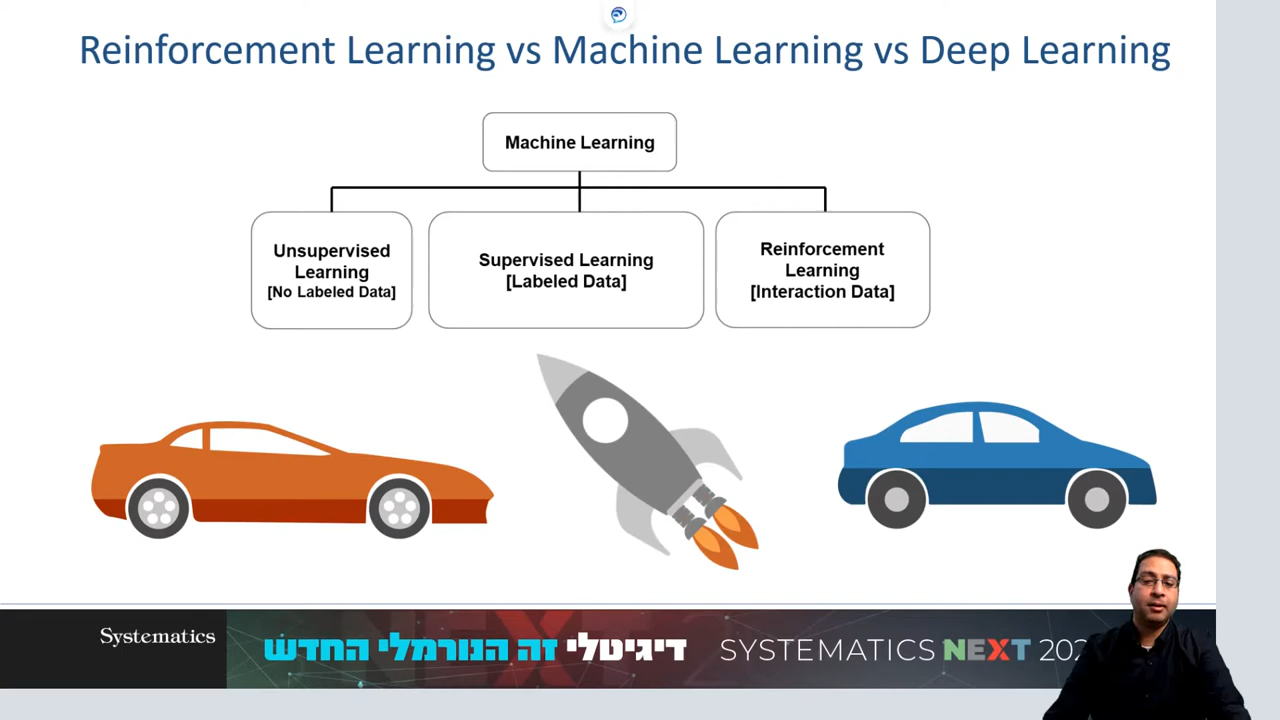 Reinforcement Learning vs Machine Learning vs Deep Learning
Machine Learning
Unsupervised
Learning
[No Labeled Data]
Supervised Learning
[Labeled Data]
Reinforcement
Learning
[Interaction Data]
Systematics
דיגיטלי זה הנורמלי החדש
SYSTEMATICS NEXT